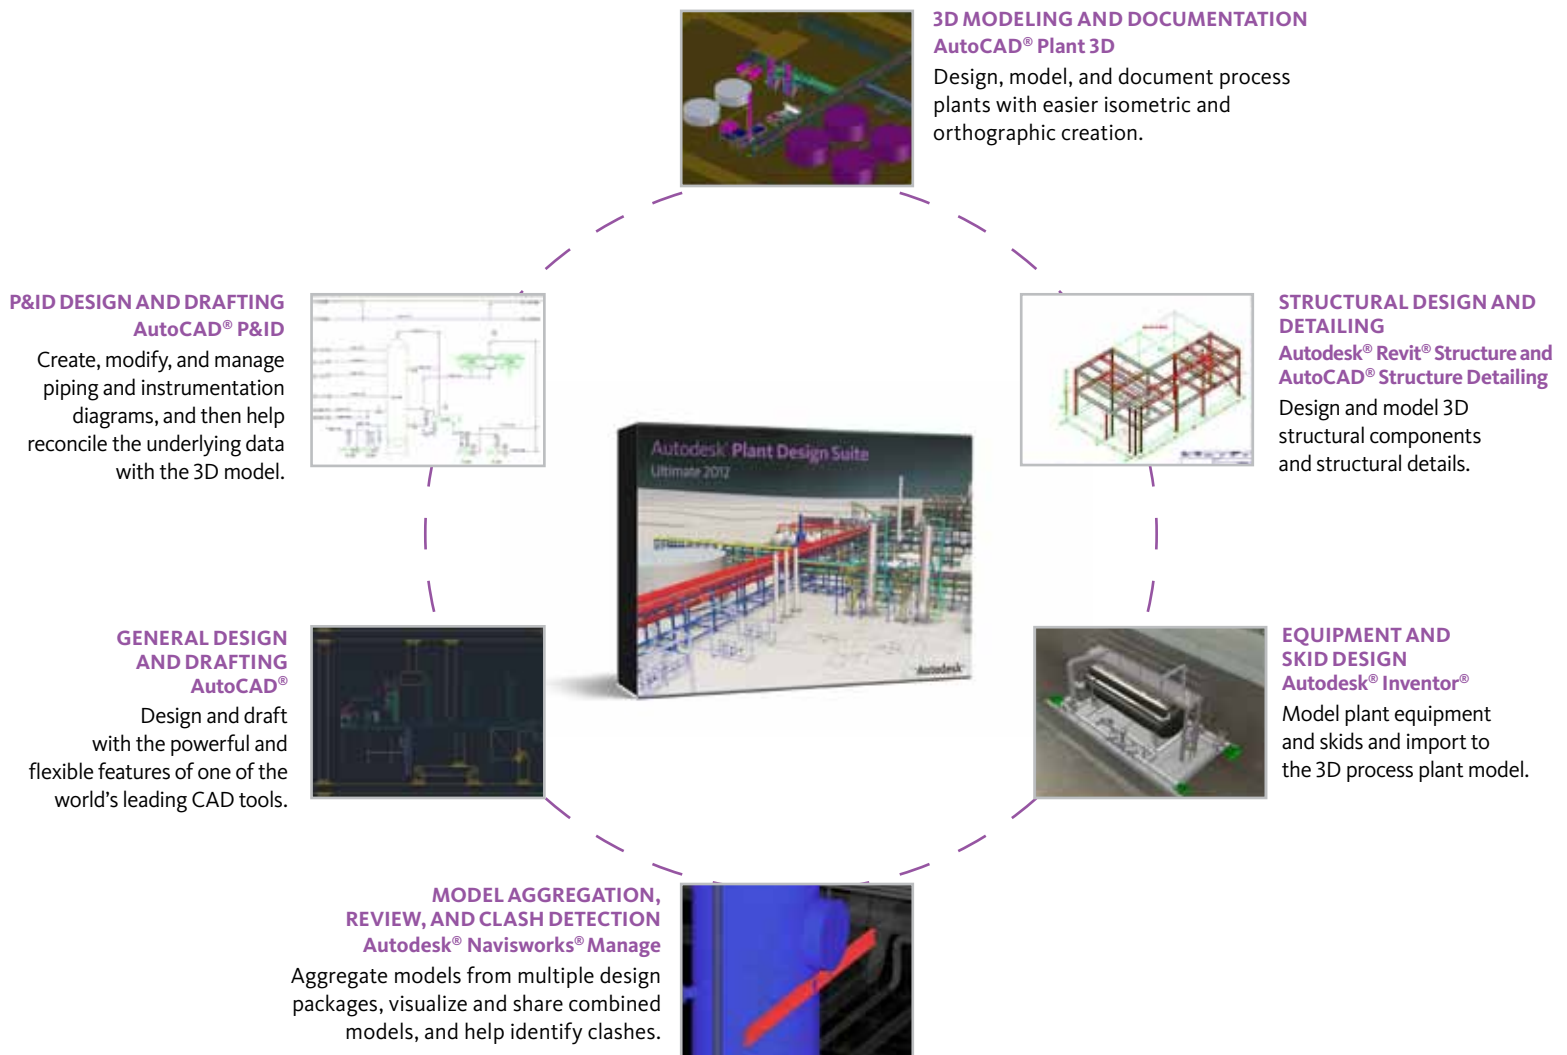 3D MODELING AND DOCUMENTATION
AutoCAD® Plant 3D
Design, model, and document process
plants with easier isometric and
orthographic creation.
P&ID DESIGN AND DRAFTING
AutoCAD® P&ID
Create, modify, and manage
piping and instrumentation
diagrams, and then help
reconcile the underlying data
with the 3D model.
STRUCTURAL DESIGN AND
DETAILING
Autodesk® Revit® Structure and
AutoCAD® Structure Detailing
Design and model 3D
structural components
and structural details.
Autodesk® Plant Design Suite
Ultimate 2012
Autodesk®
GENERAL DESIGN
AND DRAFTING
AutoCAD®
Design and draft
with the powerful and
flexible features of one of the
world's leading CAD tools.
EQUIPMENT AND
SKID DESIGN
Autodesk® Inventor®
Model plant equipment
and skids and import to
the 3D process plant model.
MODEL AGGREGATION,
REVIEW, AND CLASH DETECTION
Autodesk® Navisworks® Manage
Aggregate models from multiple design
packages, visualize and share combined
models, and help identify clashes.